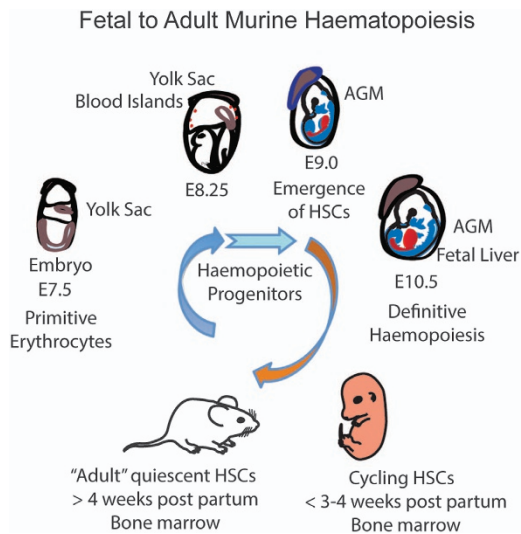 Fetal to Adult Murine Haematopoiesis
Yolk Sac
Blood Islands
E8.25
AGM
E9.0
Emergence
of HSCs
Yolk Sac
Embryo
E7.5
Primitive
Erythrocytes
Haemopoietic
Progenitors
AGM
Fetal Liver
E10.5
Definitive
Haemopoiesis
“Adult” quiescent HSCs
> 4 weeks post partum
Bone marrow
Cycling HSCs
< 3-4 weeks post partum
Bone marrow